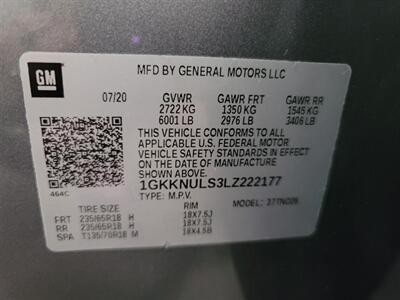 GM
MFD BY GENERAL MOTORS LLC
07/20 GVWR GAWR FRT GAWR RR
2722 KG 1350 KG 1545 KG
6001 LB 2976 LB 3406 LB
THIS VEHICLE CONFORMS TO ALL
APPLICABLE U.S. FEDERAL MOTOR
VEHICLE SAFETY STANDARDS IN EFFECT
ON THE DATE OF MANUFACTURE
SHOWN ABOVE.
464C
1GKKNULS3LZ222177
TYPE: M.P.V. MODEL:
TIRE SIZE RIM
FRT 235/65R18 H 18X7.5J
RR 235/65R18 H 18X7.5J
SPA T135/70R18 M 18X4.5B